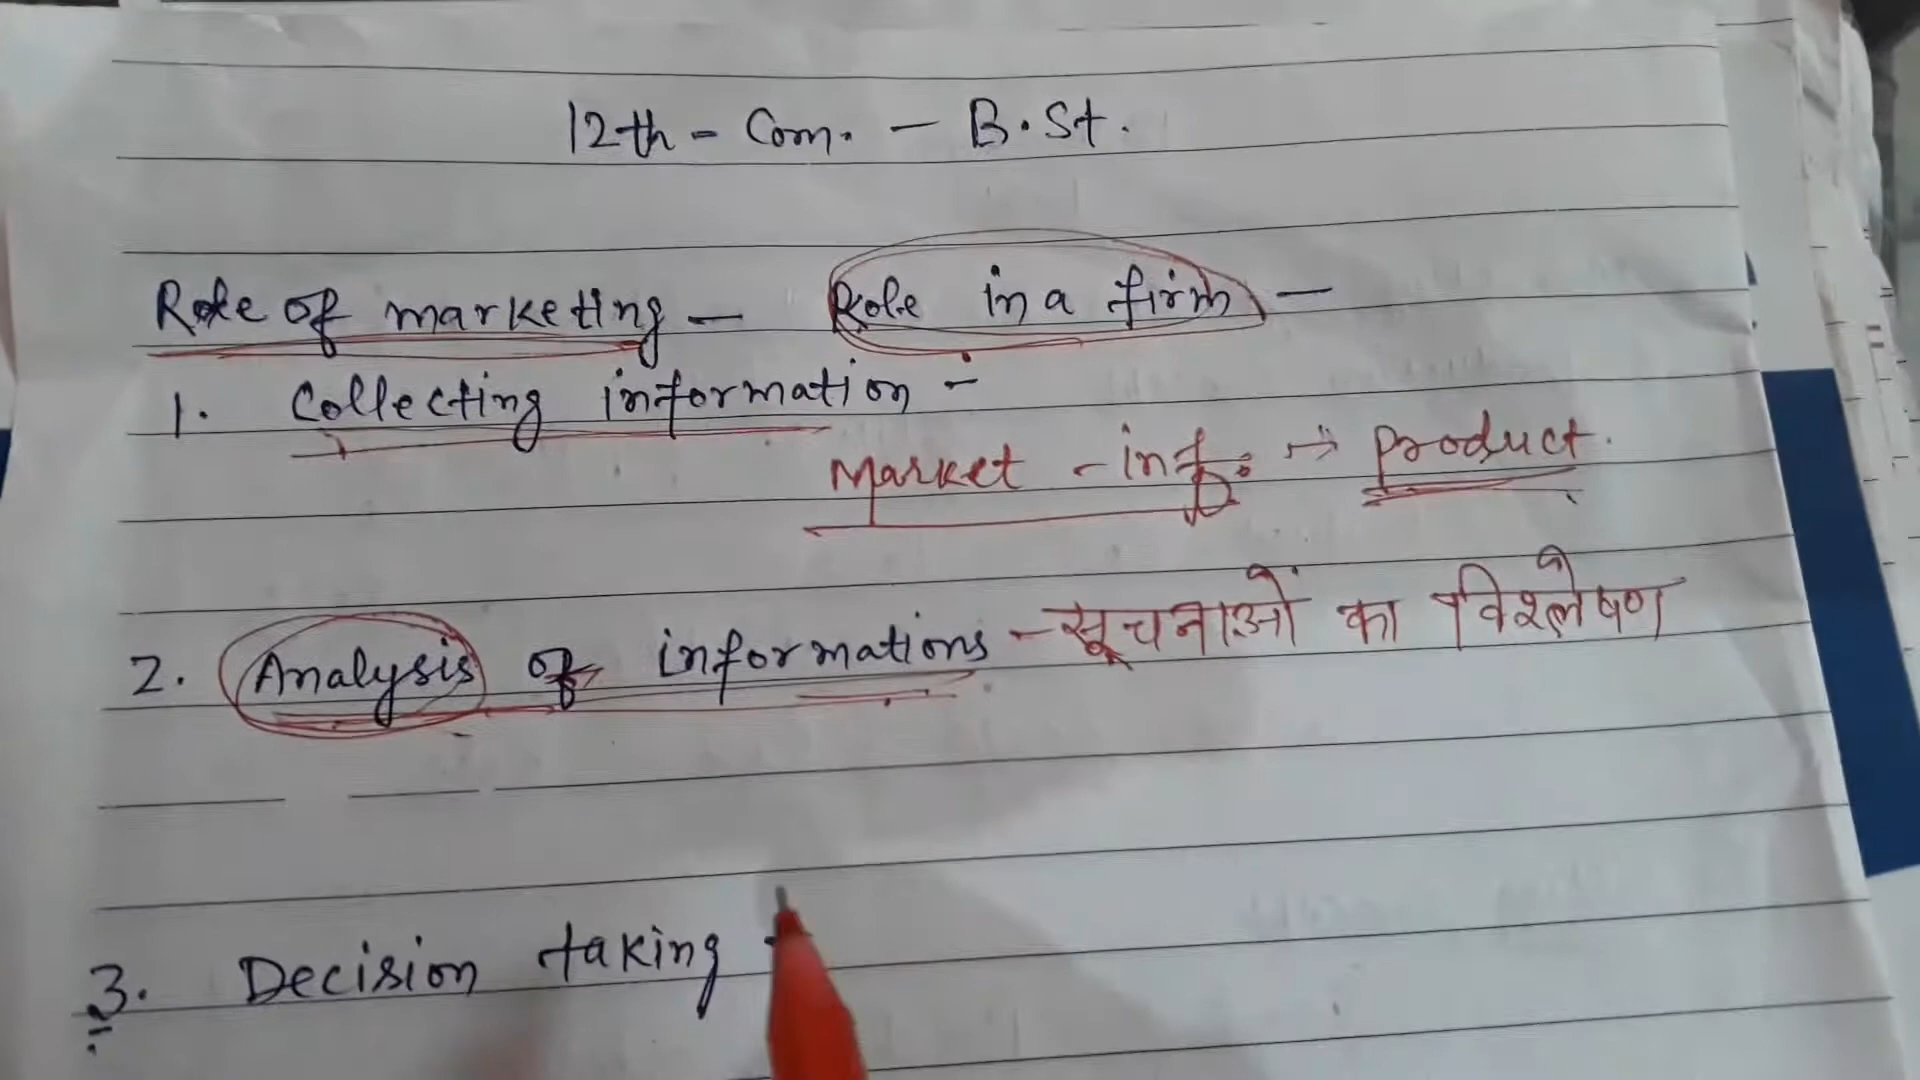 12th - Com. - B.St.
Role of marketing - Role in a firm -
1. Collecting information -
Market - inf. → product.
2. Analysis of informations - सूचनाओं का विश्लेषण
3. Decision taking -